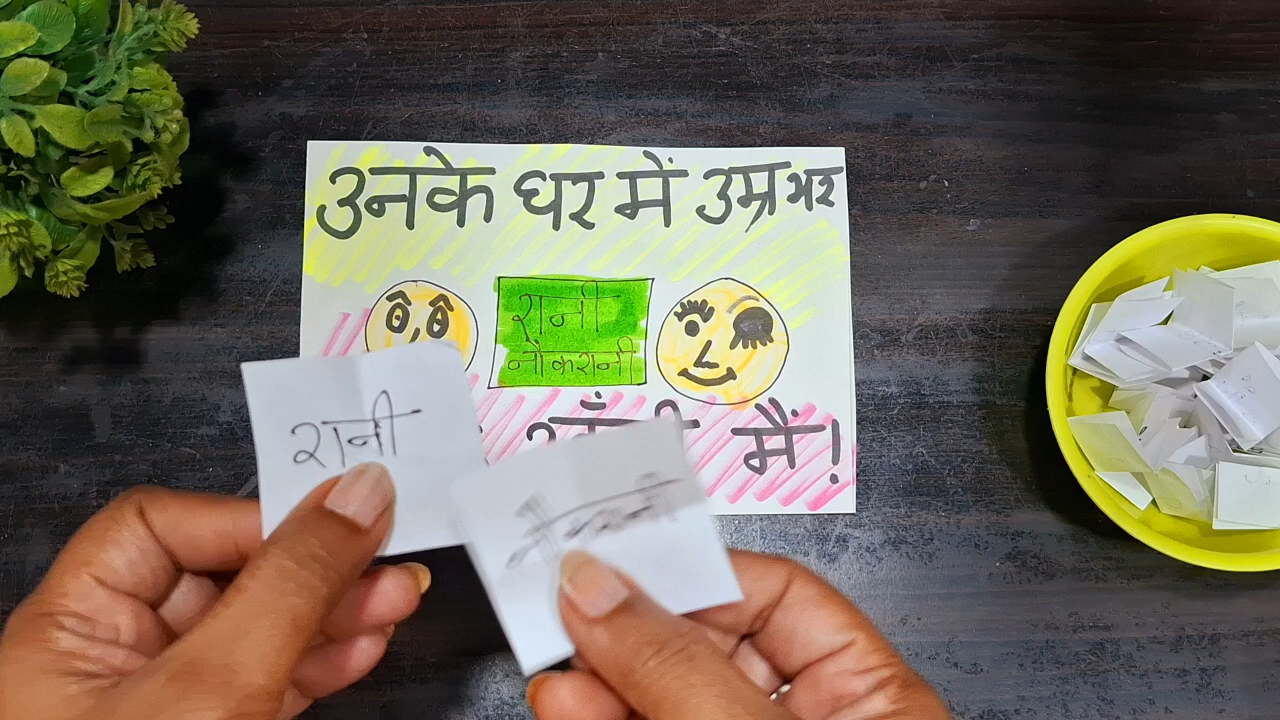 उनके घर में उम्र भर
रानी
नौकरानी
मैं!
रानी